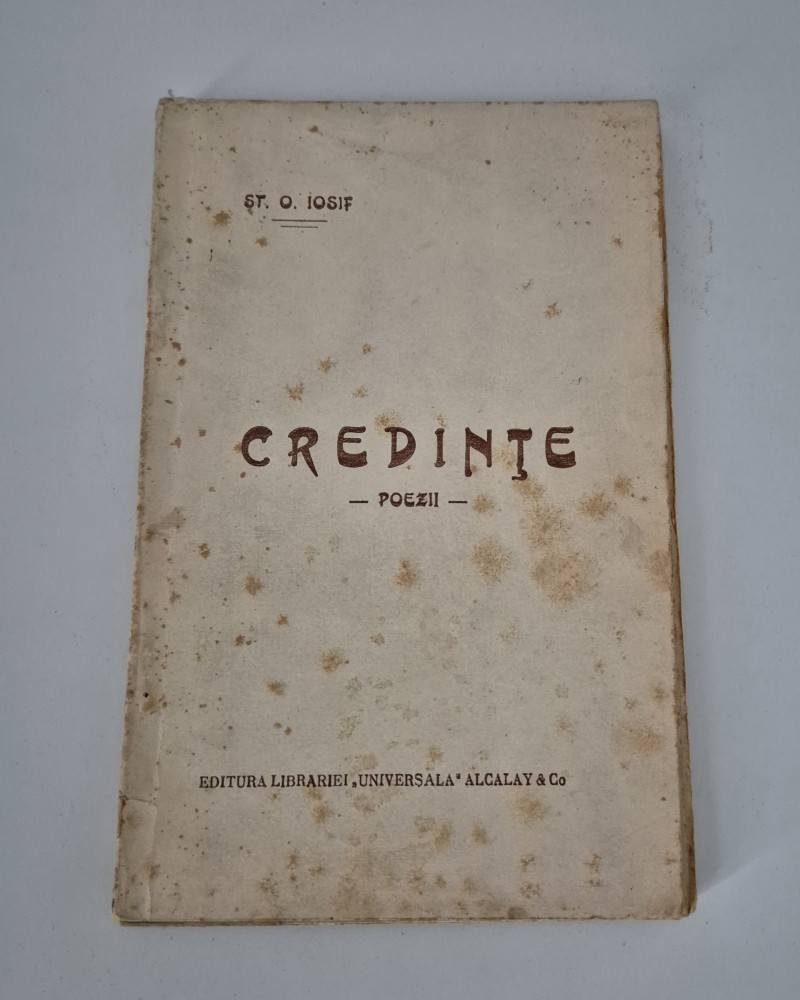 ST. O. IOSIF
CREDINŢE
— POEZII —
EDITURA LIBRARIEI „UNIVERSALA" ALCALAY & Co